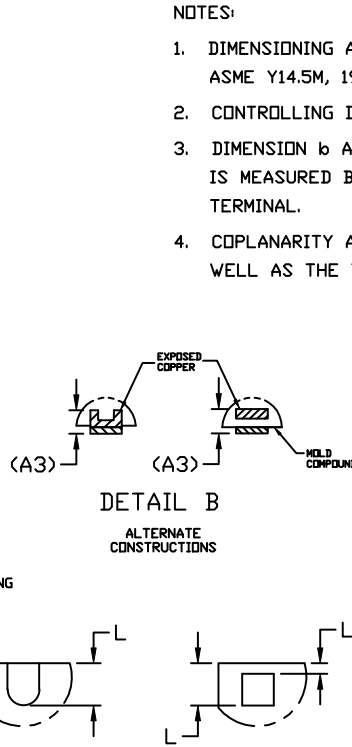 NOTES:
1. DIMENSIONING A
ASME Y14.5M, 19
2. CONTROLLING D
3. DIMENSION b A
IS MEASURED B
TERMINAL.
4. COPLANARITY A
WELL AS THE T
EXPOSED
COPPER
(A3)
(A3)
MOLD
COMPOUND
DETAIL B
ALTERNATE
CONSTRUCTIONS
NG
L
L
L